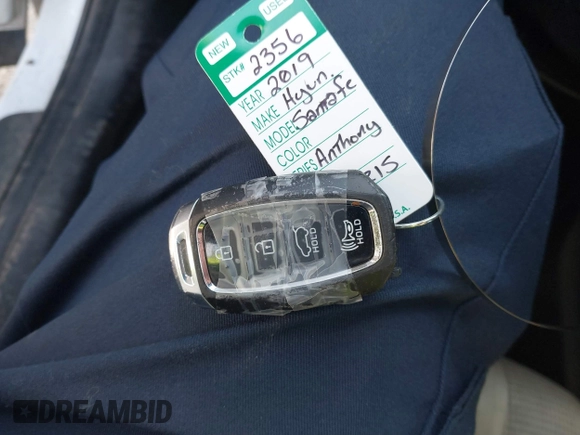 NEW
USED
STK# 2356
YEAR 2019
MAKE Hyun.
MODEL Santafe
COLOR
Anthony
HOLD
HOLD
DREAMBID